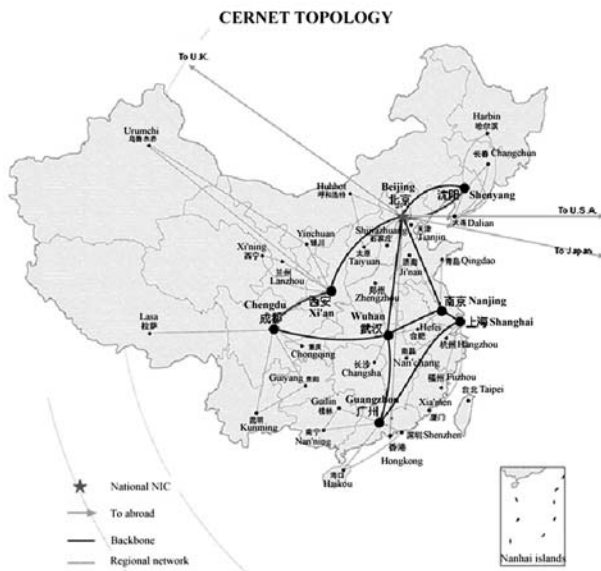 CERNET TOPOLOGY
To U.K.
Urumchi
乌鲁木齐
Harbin
哈尔滨
长春 Changchun
Huhhot
呼和浩特
Beijing
北京
沈阳 Shenyang
To U.S.A.
大连 Dalian
天津
Tianjin
Shijiazhuang
石家庄
太原
Taiyuan
Yinchuan
银川
Xi'ning
西宁
兰州
Lanzhou
济南
Ji'nan
青岛 Qingdao
To Japan
郑州
Zhengzhou
西安
Xi'an
Lasa
拉萨
Chengdu
成都
Wuhan
武汉
南京 Nanjing
上海 Shanghai
Hefei
合肥
杭州 Hangzhou
重庆
Chongqing
南昌
Nan'chang
长沙
Changsha
Guiyang
贵阳
福州 Fuzhou
台北 Taipei
Xia'men
厦门
Guilin
桂林
Guangzhou
广州
昆明
Kunming
南宁
Nan'ning
深圳 Shenzhen
香港
Hongkong
海口
Haikou
National NIC
To abroad
Backbone
Regional network
Nanhai islands